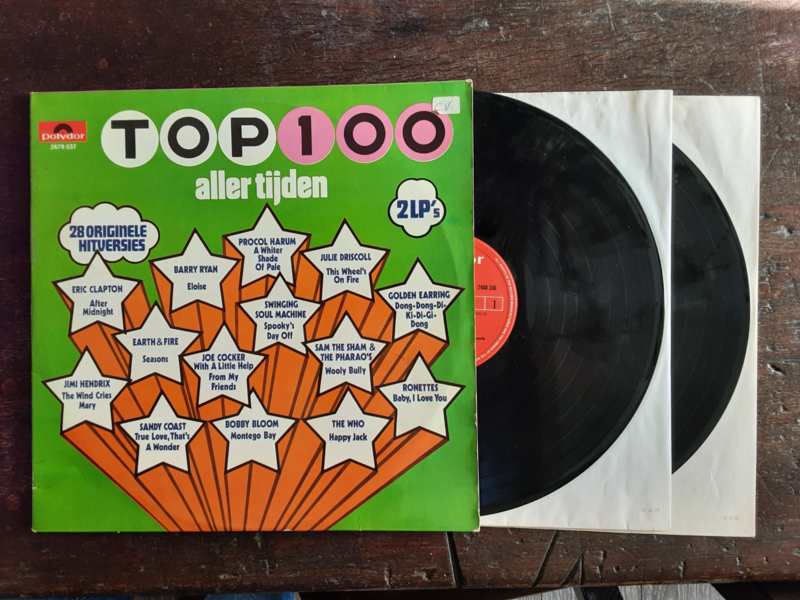 C.V.
TOP 100
polydor
2679 037
aller tijden
2 LP's
28 ORIGINELE
HITVERSIES
PROCOL HARUM
A Whiter
Shade
Of Pale
BARRY RYAN
Eloise
JULIE DRISCOLL
This Wheel's
On Fire
ERIC CLAPTON
After
Midnight
GOLDEN EARRING
Dong-Dong-Di-
Ki-Di-Gi-
Dong
SWINGING
SOUL MACHINE
Spooky's
Day Off
EARTH & FIRE
Seasons
SAM THE SHAM &
THE PHARAO'S
Wooly Bully
JOE COCKER
With A Little Help
From My
Friends
JIMI HENDRIX
The Wind Cries
Mary
RONETTES
Baby, I Love You
SANDY COAST
True Love, That's
A Wonder
BOBBY BLOOM
Montego Bay
THE WHO
Happy Jack
1